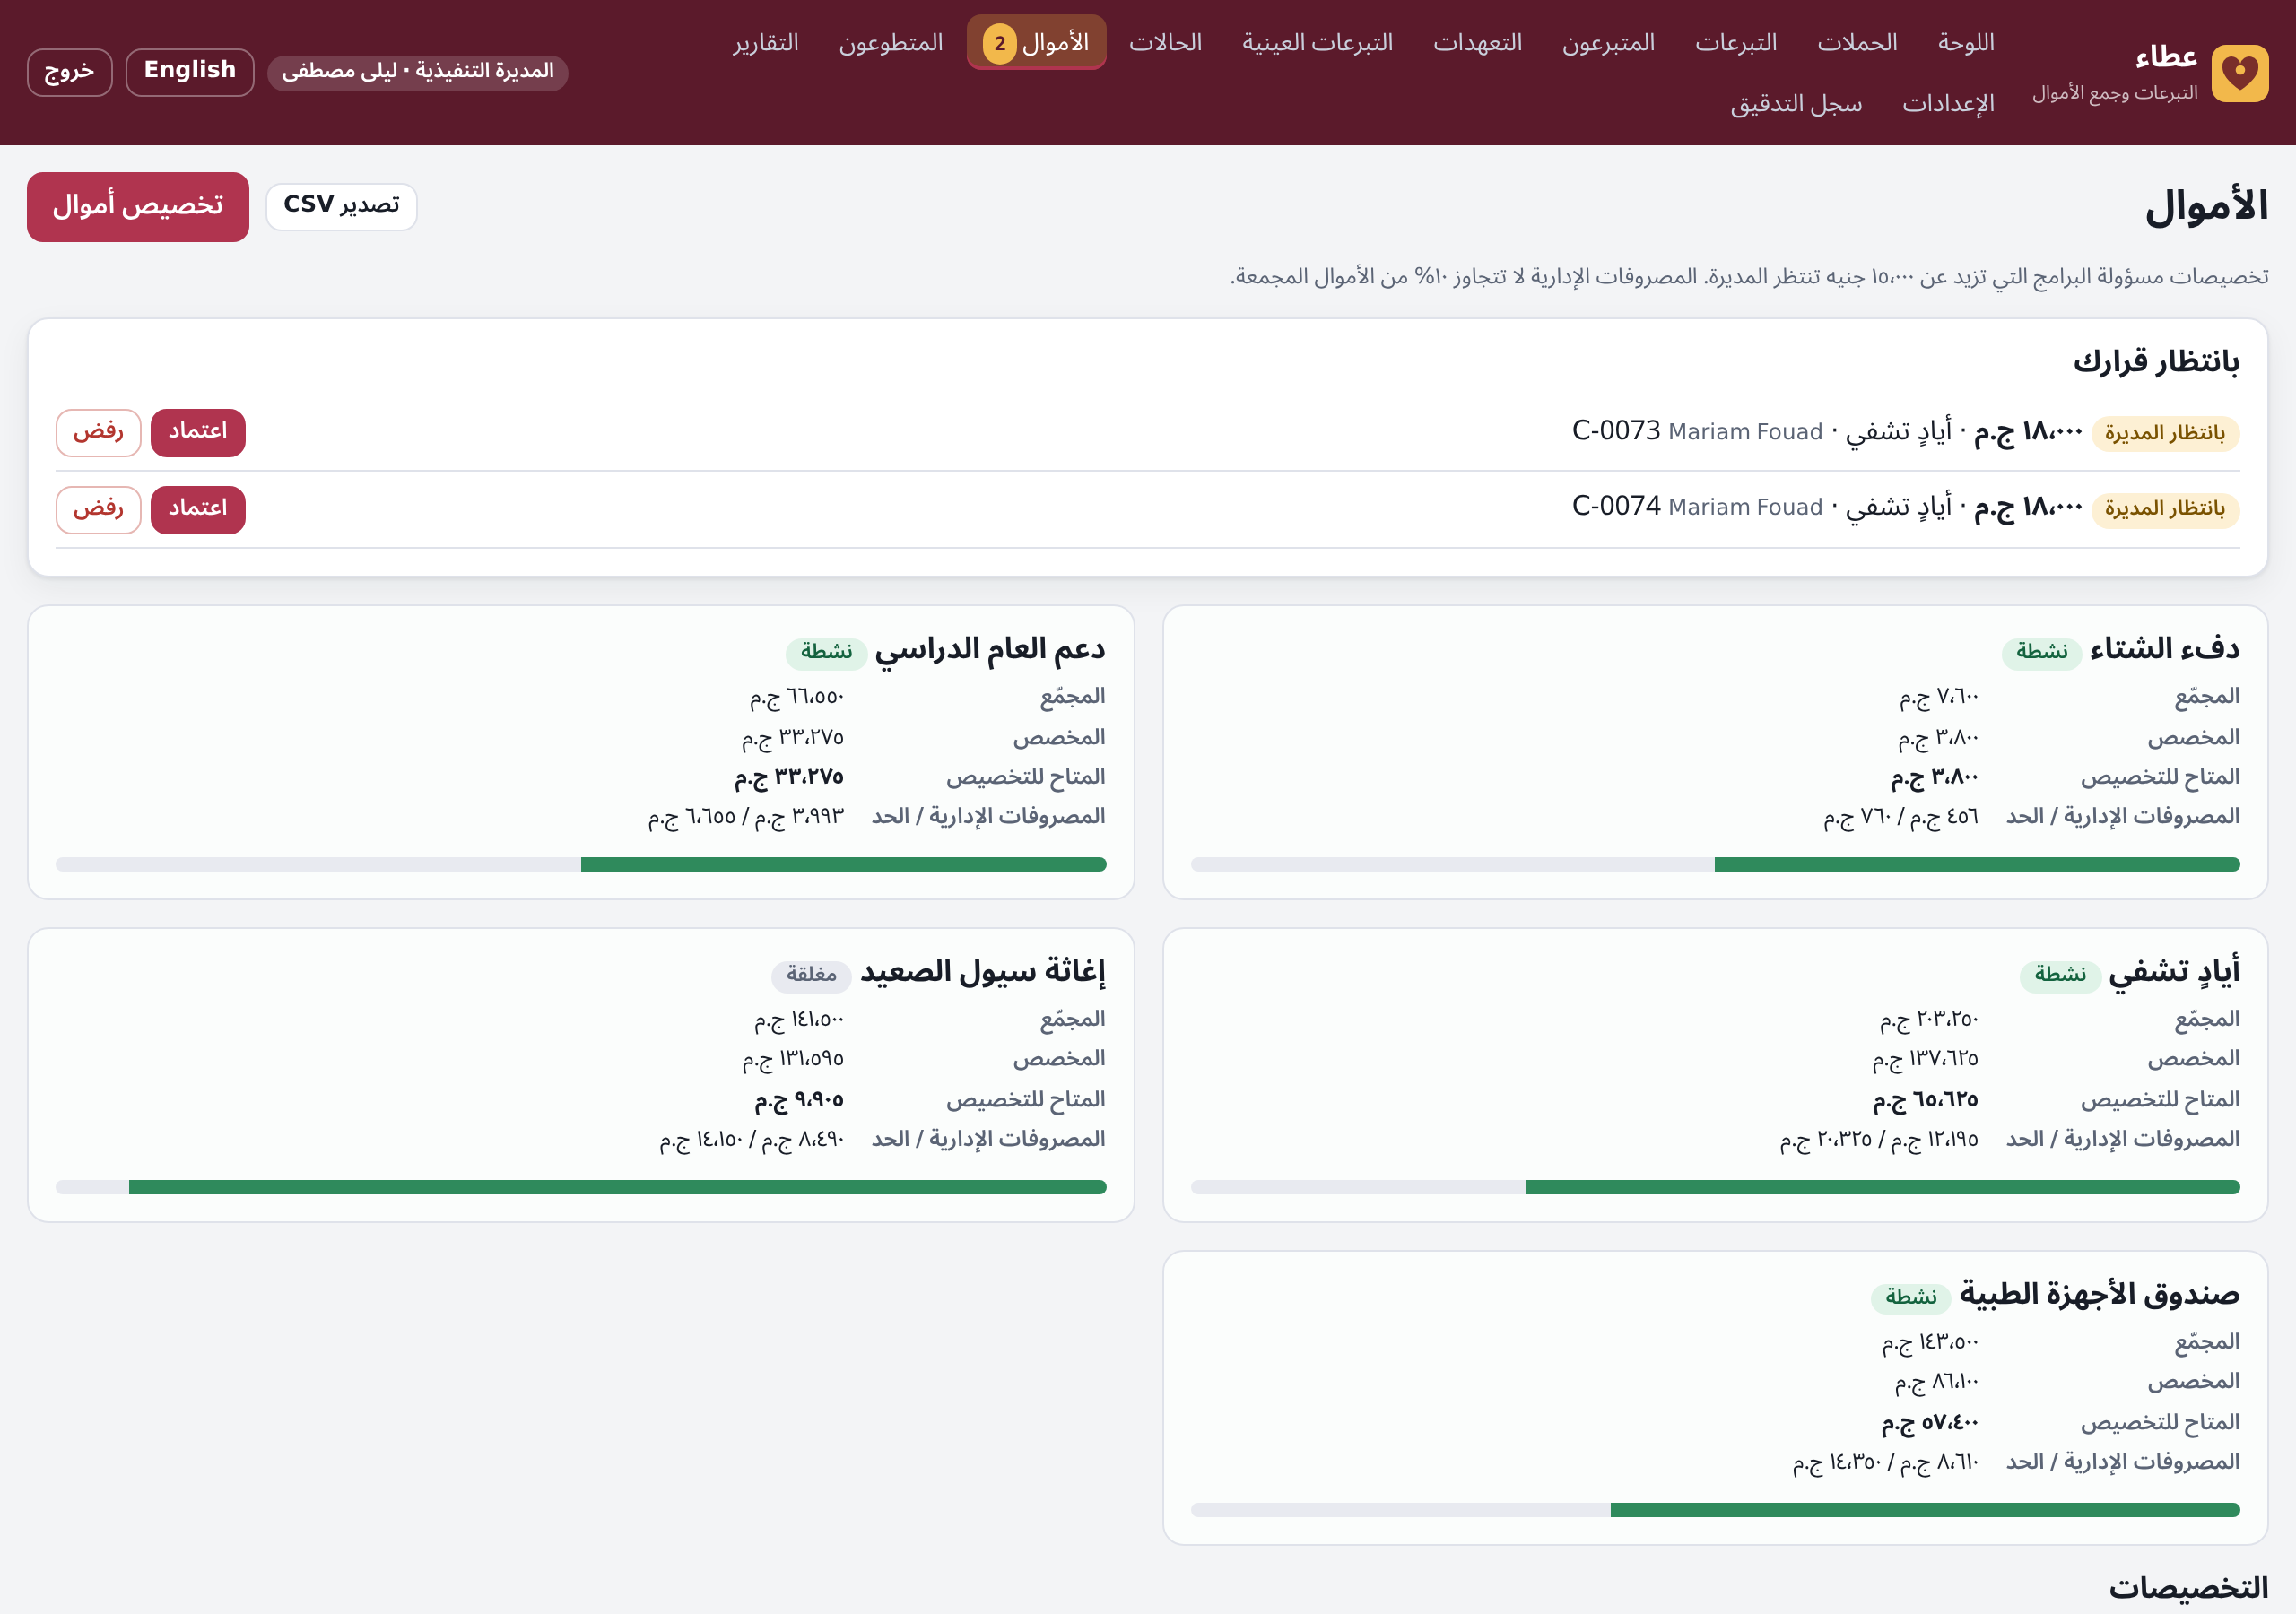 عطاء
التبرعات وجمع الأموال
اللوحة
الحملات
التبرعات
المتبرعون
التعهدات
التبرعات العينية
الحالات
الأموال 2
المتطوعون
التقارير
الإعدادات
سجل التدقيق
المديرة التنفيذية · ليلى مصطفى
English
خروج
الأموال
تصدير CSV
تخصيص أموال
تخصيصات مسؤولة البرامج التي تزيد عن ١٥،٠٠٠ جنيه تنتظر المديرة. المصروفات الإدارية لا تتجاوز ١٠% من الأموال المجمعة.
بانتظار قرارك
بانتظار المديرة ١٨،٠٠٠ ج.م · أيادٍ تشفي · C-0073 Mariam Fouad
اعتماد
رفض
بانتظار المديرة ١٨،٠٠٠ ج.م · أيادٍ تشفي · C-0074 Mariam Fouad
اعتماد
رفض
دفء الشتاء نشطة
المجمّع ٧،٦٠٠ ج.م
المخصص ٣،٨٠٠ ج.م
المتاح للتخصيص ٣،٨٠٠ ج.م
المصروفات الإدارية / الحد ٤٥٦ ج.م / ٧٦٠ ج.م
دعم العام الدراسي نشطة
المجمّع ٦٦،٥٥٠ ج.م
المخصص ٣٣،٢٧٥ ج.م
المتاح للتخصيص ٣٣،٢٧٥ ج.م
المصروفات الإدارية / الحد ٣،٩٩٣ ج.م / ٦،٦٥٥ ج.م
أيادٍ تشفي نشطة
المجمّع ٢٠٣،٢٥٠ ج.م
المخصص ١٣٧،٦٢٥ ج.م
المتاح للتخصيص ٦٥،٦٢٥ ج.م
المصروفات الإدارية / الحد ١٢،١٩٥ ج.م / ٢٠،٣٢٥ ج.م
إغاثة سيول الصعيد مغلقة
المجمّع ١٤١،٥٠٠ ج.م
المخصص ١٣١،٥٩٥ ج.م
المتاح للتخصيص ٩،٩٠٥ ج.م
المصروفات الإدارية / الحد ٨،٤٩٠ ج.م / ١٤،١٥٠ ج.م
صندوق الأجهزة الطبية نشطة
المجمّع ١٤٣،٥٠٠ ج.م
المخصص ٨٦،١٠٠ ج.م
المتاح للتخصيص ٥٧،٤٠٠ ج.م
المصروفات الإدارية / الحد ٨،٦١٠ ج.م / ١٤،٣٥٠ ج.م
التخصيصات